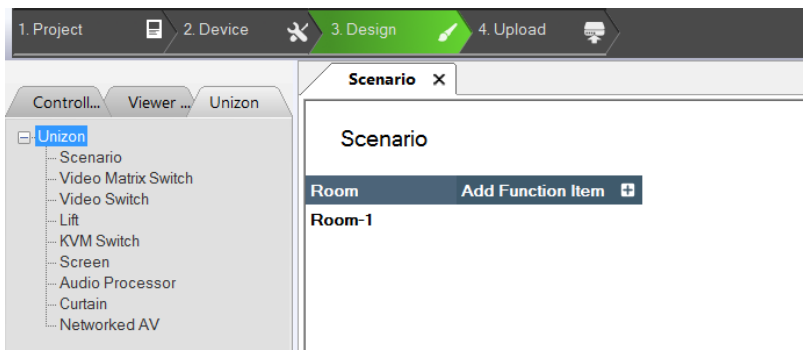 1. Project 2. Device 3. Design 4. Upload
Scenario X
Controll... Viewer ... Unizon
Unizon
Scenario
Video Matrix Switch
Video Switch
Lift
KVM Switch
Screen
Audio Processor
Curtain
Networked AV
Scenario
Room Add Function Item
Room-1